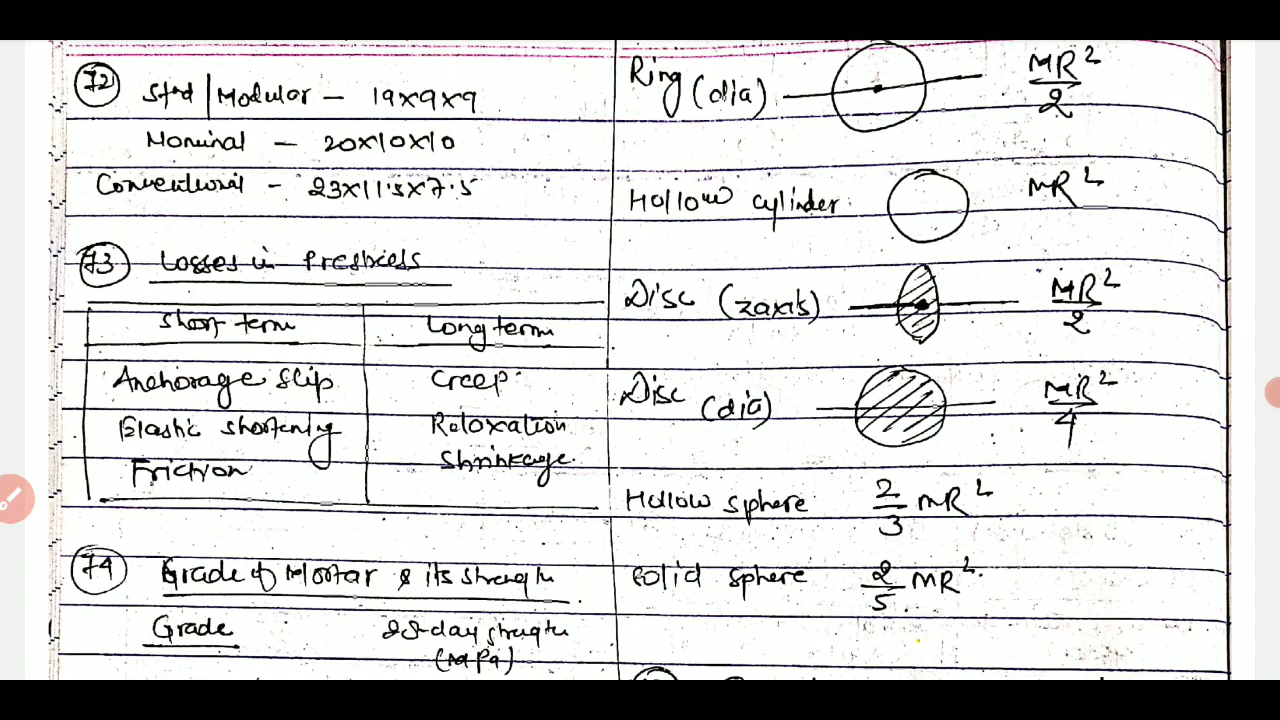 72 Stnd/Modular - 19x9x9
Nominal - 20x10x10
Conventional - 23x11.5x7.5
73 Losses in Prestress
Short term Long term
Anchorage slip Creep
Elastic shortening Reloxation
Friction Shrinkage
74 Grade of Mortar & its strength
Grade 28-day strength
(MPa)
Ring (dia) MR²/2
Hollow cylinder MR²
Disc (zaxis) MR²/2
Disc (dia) MR²/4
Hollow sphere 2/3 MR²
Solid sphere 2/5 MR²